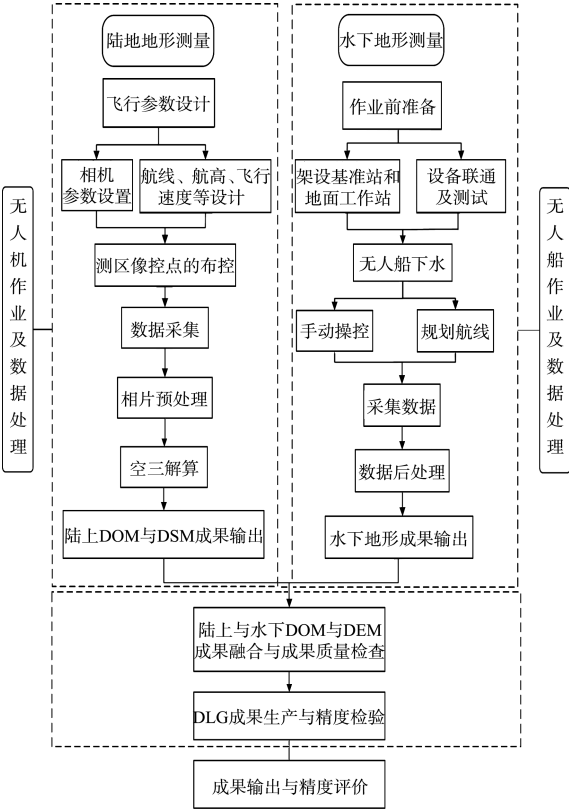 陆地地形测量
水下地形测量
飞行参数设计
作业前准备
相机
参数设置
航线、航高、飞行
速度等设计
架设基准站和
地面工作站
设备联通
及测试
无人机作业及数据处理
无人船作业及数据处理
测区像控点的布控
无人船下水
数据采集
手动操控
规划航线
相片预处理
采集数据
空三解算
数据后处理
陆上DOM与DSM成果输出
水下地形成果输出
陆上与水下DOM与DEM
成果融合与成果质量检查
DLG成果生产与精度检验
成果输出与精度评价